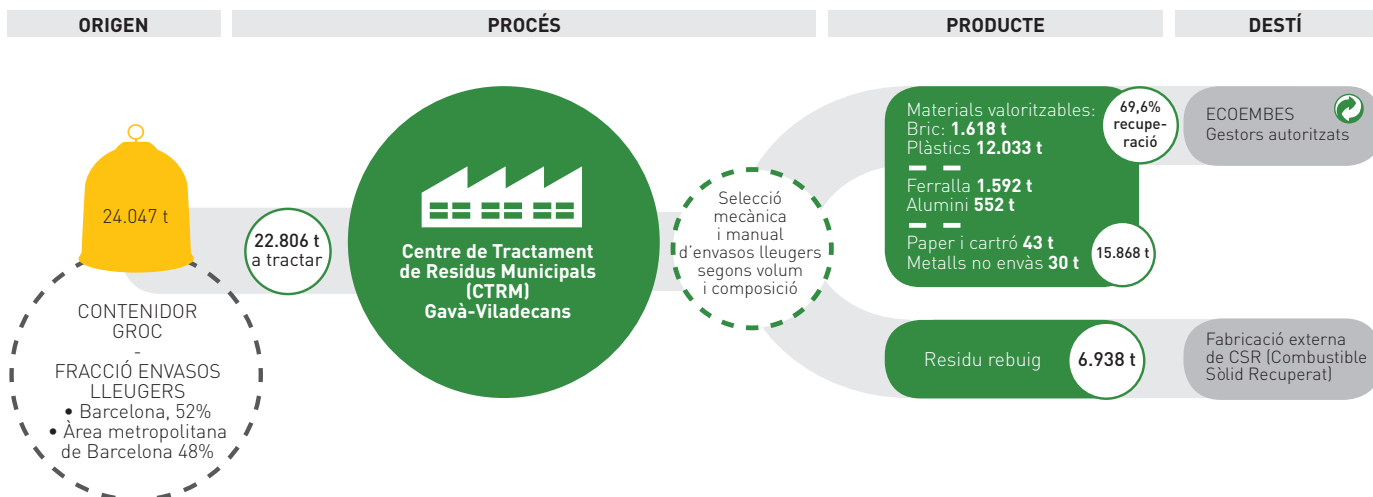 ORIGEN
PROCÉS
PRODUCTE
DESTÍ
24.047 t
CONTENIDOR
GROC
-
FRACCIÓ ENVASOS
LLEUGERS
• Barcelona, 52%
• Àrea metropolitana
de Barcelona 48%
22.806 t
a tractar
Centre de Tractament
de Residus Municipals
(CTRM)
Gavà-Viladecans
Selecció
mecànica
i manual
d'envasos lleugers
segons volum
i composició
Materials valoritzables:
Bric: 1.618 t
Plàstics 12.033 t
Ferralla 1.592 t
Alumini 552 t
Paper i cartró 43 t
Metalls no envàs 30 t
69,6%
recupe-
ració
15.868 t
ECOEMBES
Gestors autoritzats
Residu rebuig
6.938 t
Fabricació externa
de CSR (Combustible
Sòlid Recuperat)